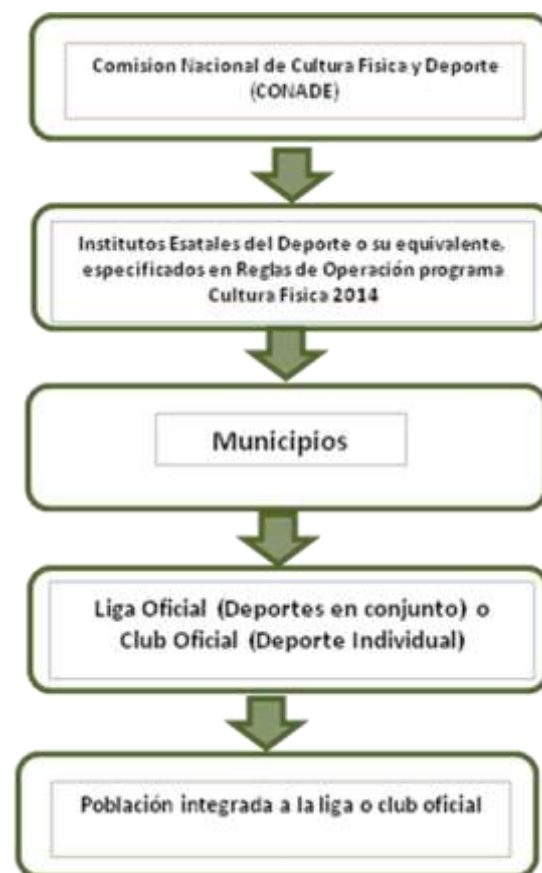 Comision Nacional de Cultura Fisica y Deporte
(CONADE)
Institutos Esatales del Deporte o su equivalente,
especificados en Reglas de Operación programa
Cultura Fisica 2014
Municipios
Liga Oficial (Deportes en conjunto) o
Club Oficial (Deporte Individual)
Población integrada a la liga o club oficial